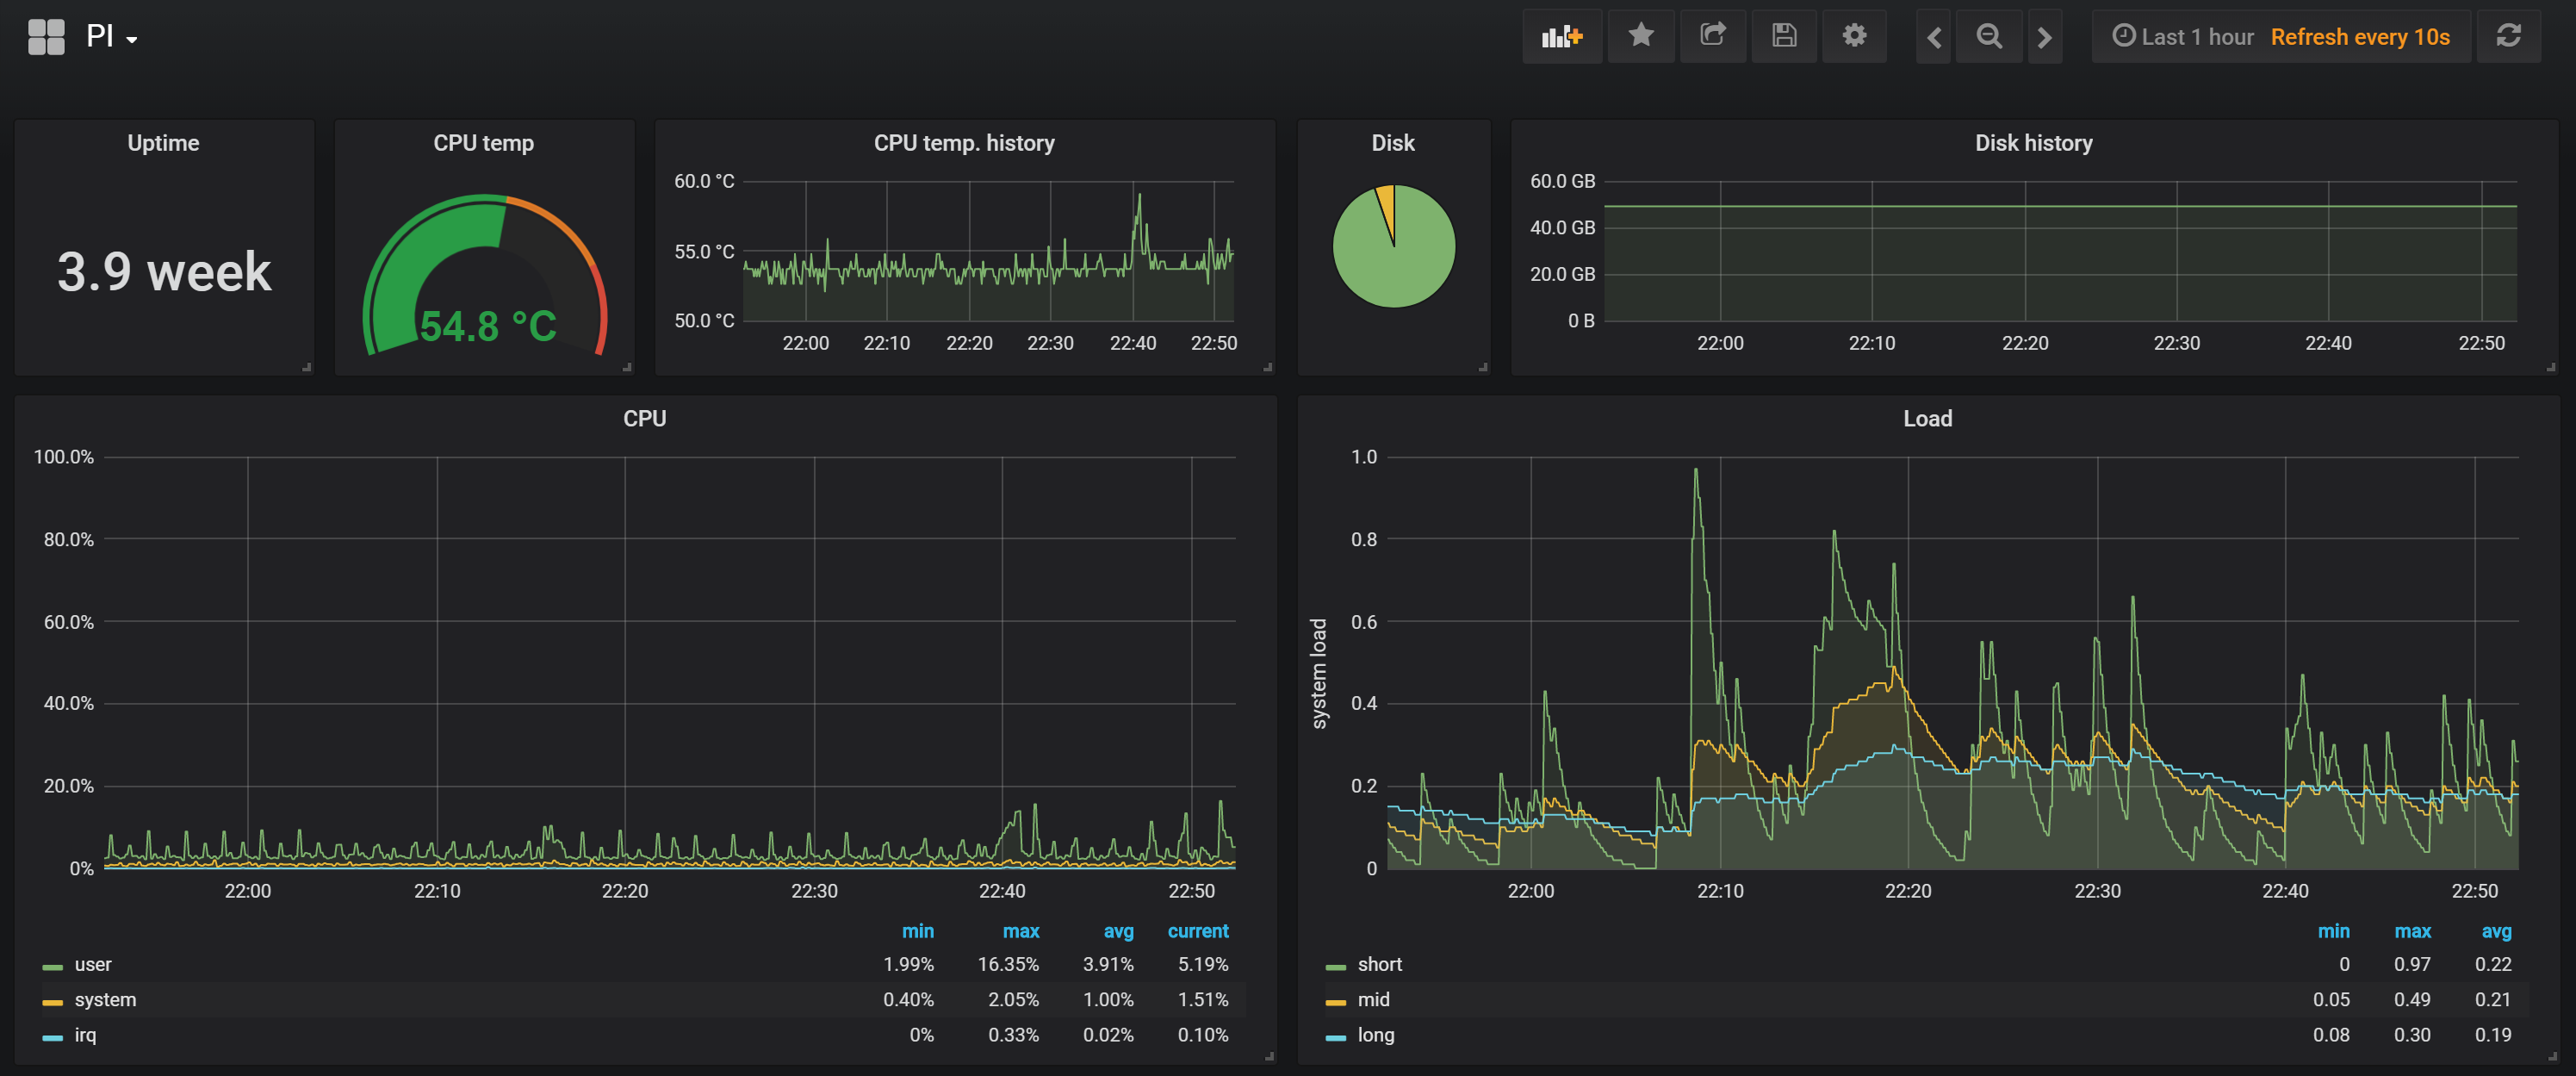 PI
Last 1 hour Refresh every 10s
Uptime
3.9 week
CPU temp
54.8 °C
CPU temp. history
60.0 °C
55.0 °C
50.0 °C
22:00 22:10 22:20 22:30 22:40 22:50
Disk
Disk history
60.0 GB
40.0 GB
20.0 GB
0 B
22:00 22:10 22:20 22:30 22:40 22:50
CPU
100.0%
80.0%
60.0%
40.0%
20.0%
0%
22:00 22:10 22:20 22:30 22:40 22:50
min max avg current
user 1.99% 16.35% 3.91% 5.19%
system 0.40% 2.05% 1.00% 1.51%
irq 0% 0.33% 0.02% 0.10%
Load
system load
1.0
0.8
0.6
0.4
0.2
0
22:00 22:10 22:20 22:30 22:40 22:50
min max avg
short 0 0.97 0.22
mid 0.05 0.49 0.21
long 0.08 0.30 0.19